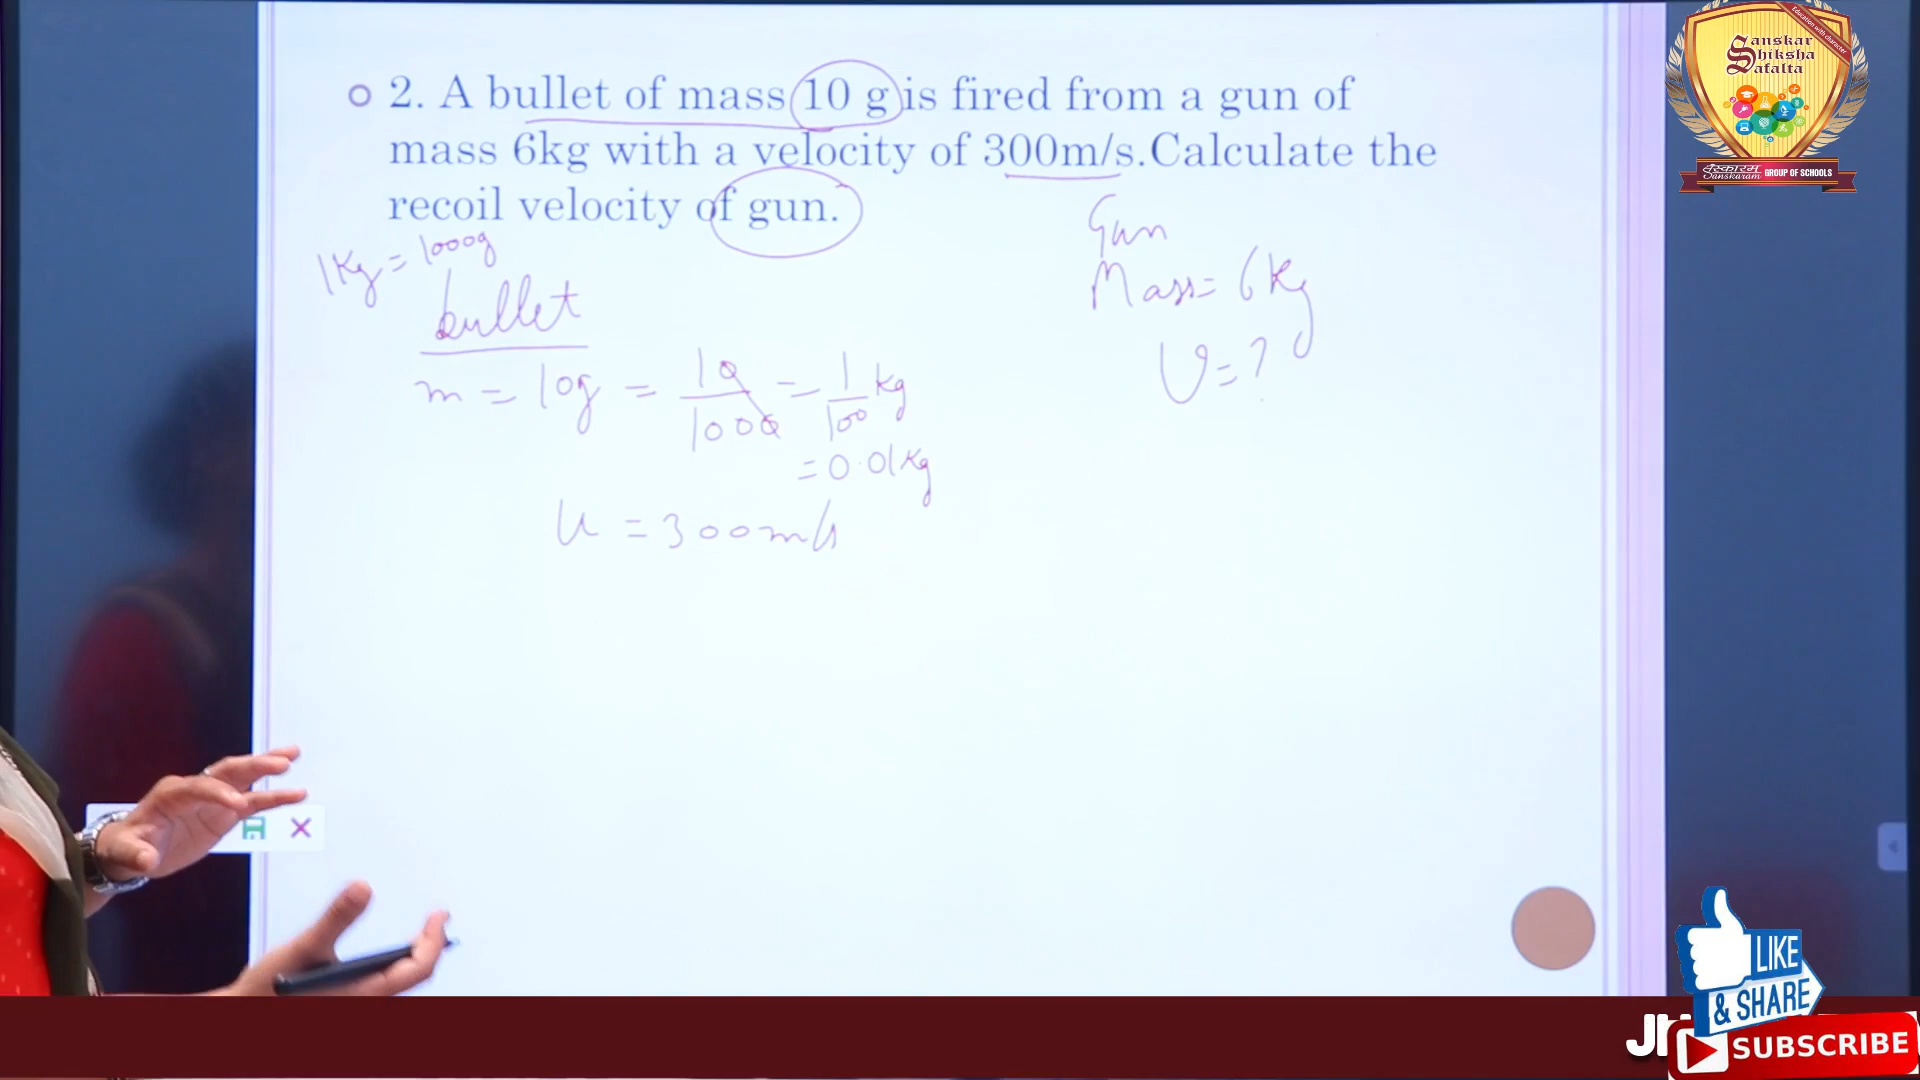 2. A bullet of mass 10 g is fired from a gun of
mass 6kg with a velocity of 300m/s.Calculate the
recoil velocity of gun.
1Kg = 1000g
bullet
m = 10g = 10/1000 = 1/100 kg
= 0.01kg
u = 300m/s
Gun
Mass = 6kg
V = ?
Sanskar
Shiksha
Safalta
Education with character
संस्कारम्
Sanskaram GROUP OF SCHOOLS
LIKE
& SHARE
SUBSCRIBE